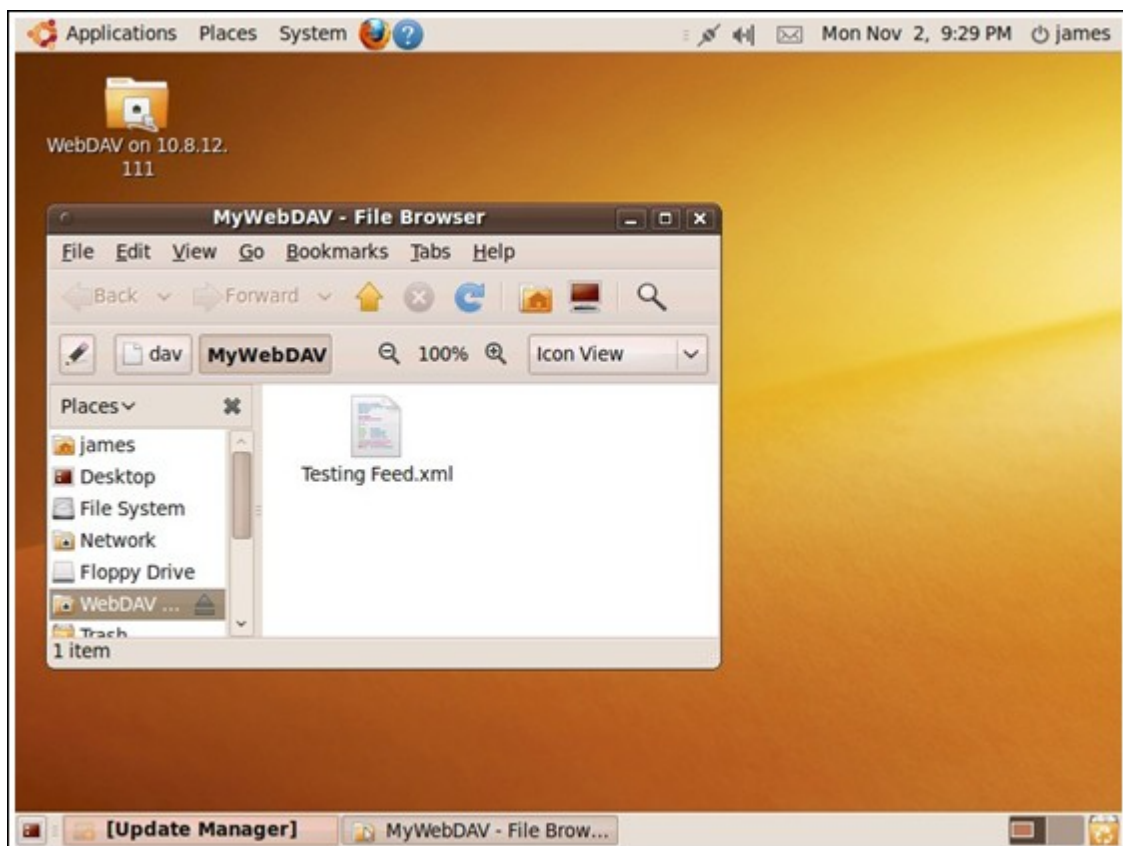 Applications Places System Mon Nov 2, 9:29 PM james
WebDAV on 10.8.12.
111
MyWebDAV - File Browser
File Edit View Go Bookmarks Tabs Help
Back Forward
dav MyWebDAV 100% Icon View
Places
james
Desktop
File System
Network
Floppy Drive
WebDAV ...
Trash
Testing Feed.xml
1 item
[Update Manager] MyWebDAV - File Brow...